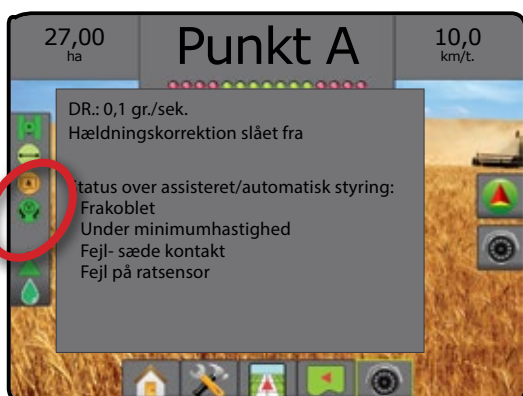 27,00
ha
Punkt A
10,0
km/t.
DR.: 0,1 gr./sek.
Hældningskorrektion slået fra
Status over assisteret/automatisk styring:
Frakoblet
Under minimumhastighed
Fejl- sæde kontakt
Fejl på ratsensor